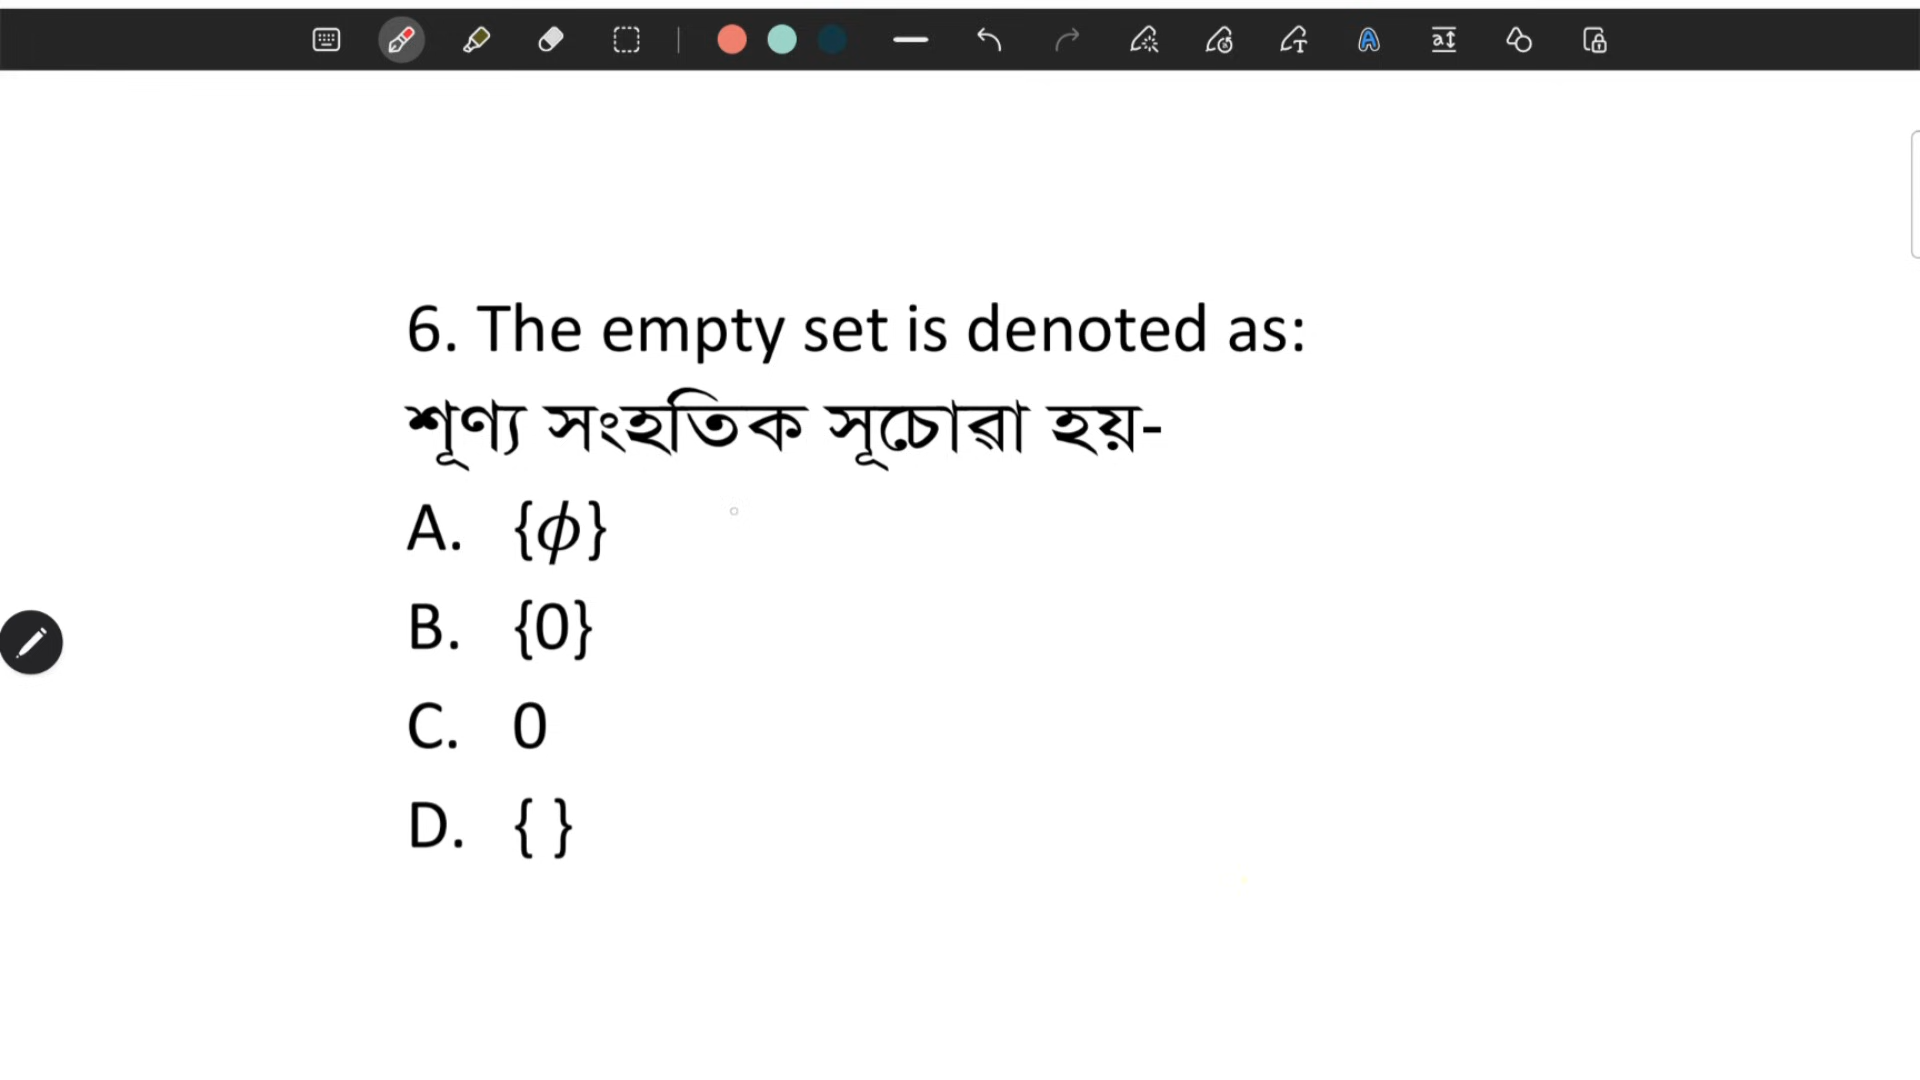 6. The empty set is denoted as:
শূণ্য সংহতিক সূচোৱা হয়-
A. {ϕ}
B. {0}
C. 0
D. { }